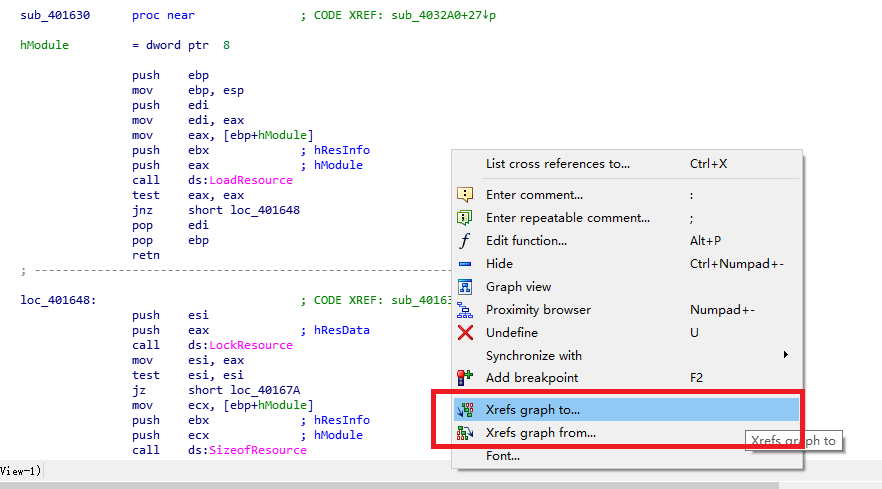 sub_401630 proc near ; CODE XREF: sub_4032A0+27↓p
hModule = dword ptr 8
push ebp
mov ebp, esp
push edi
mov edi, eax
mov eax, [ebp+hModule]
push ebx ; hResInfo
push eax ; hModule
call ds:LoadResource
test eax, eax
jnz short loc_401648
pop edi
pop ebp
retn
; ---------------------------------------------------------------
loc_401648: ; CODE XREF: sub_40163
push esi
push eax ; hResData
call ds:LockResource
mov esi, eax
test esi, esi
jz short loc_40167A
mov ecx, [ebp+hModule]
push ebx ; hResInfo
push ecx ; hModule
call ds:SizeofResource
View-1)
List cross references to... Ctrl+X
Enter comment... :
Enter repeatable comment... ;
Edit function... Alt+P
Hide Ctrl+Numpad+-
Graph view
Proximity browser Numpad+-
Undefine U
Synchronize with
Add breakpoint F2
Xrefs graph to...
Xrefs graph from...
Xrefs graph to
Font...